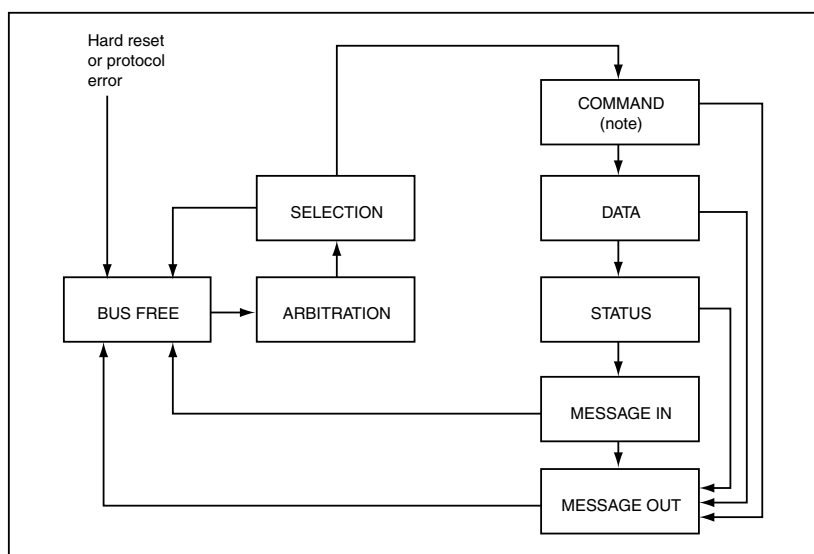 Hard reset
or protocol
error
COMMAND
(note)
SELECTION
DATA
BUS FREE
ARBITRATION
STATUS
MESSAGE IN
MESSAGE OUT